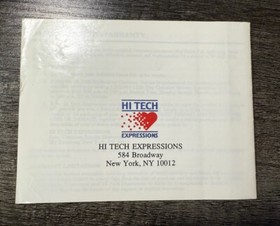 HI TECH
EXPRESSIONS
HI TECH EXPRESSIONS
584 Broadway
New York, NY 10012